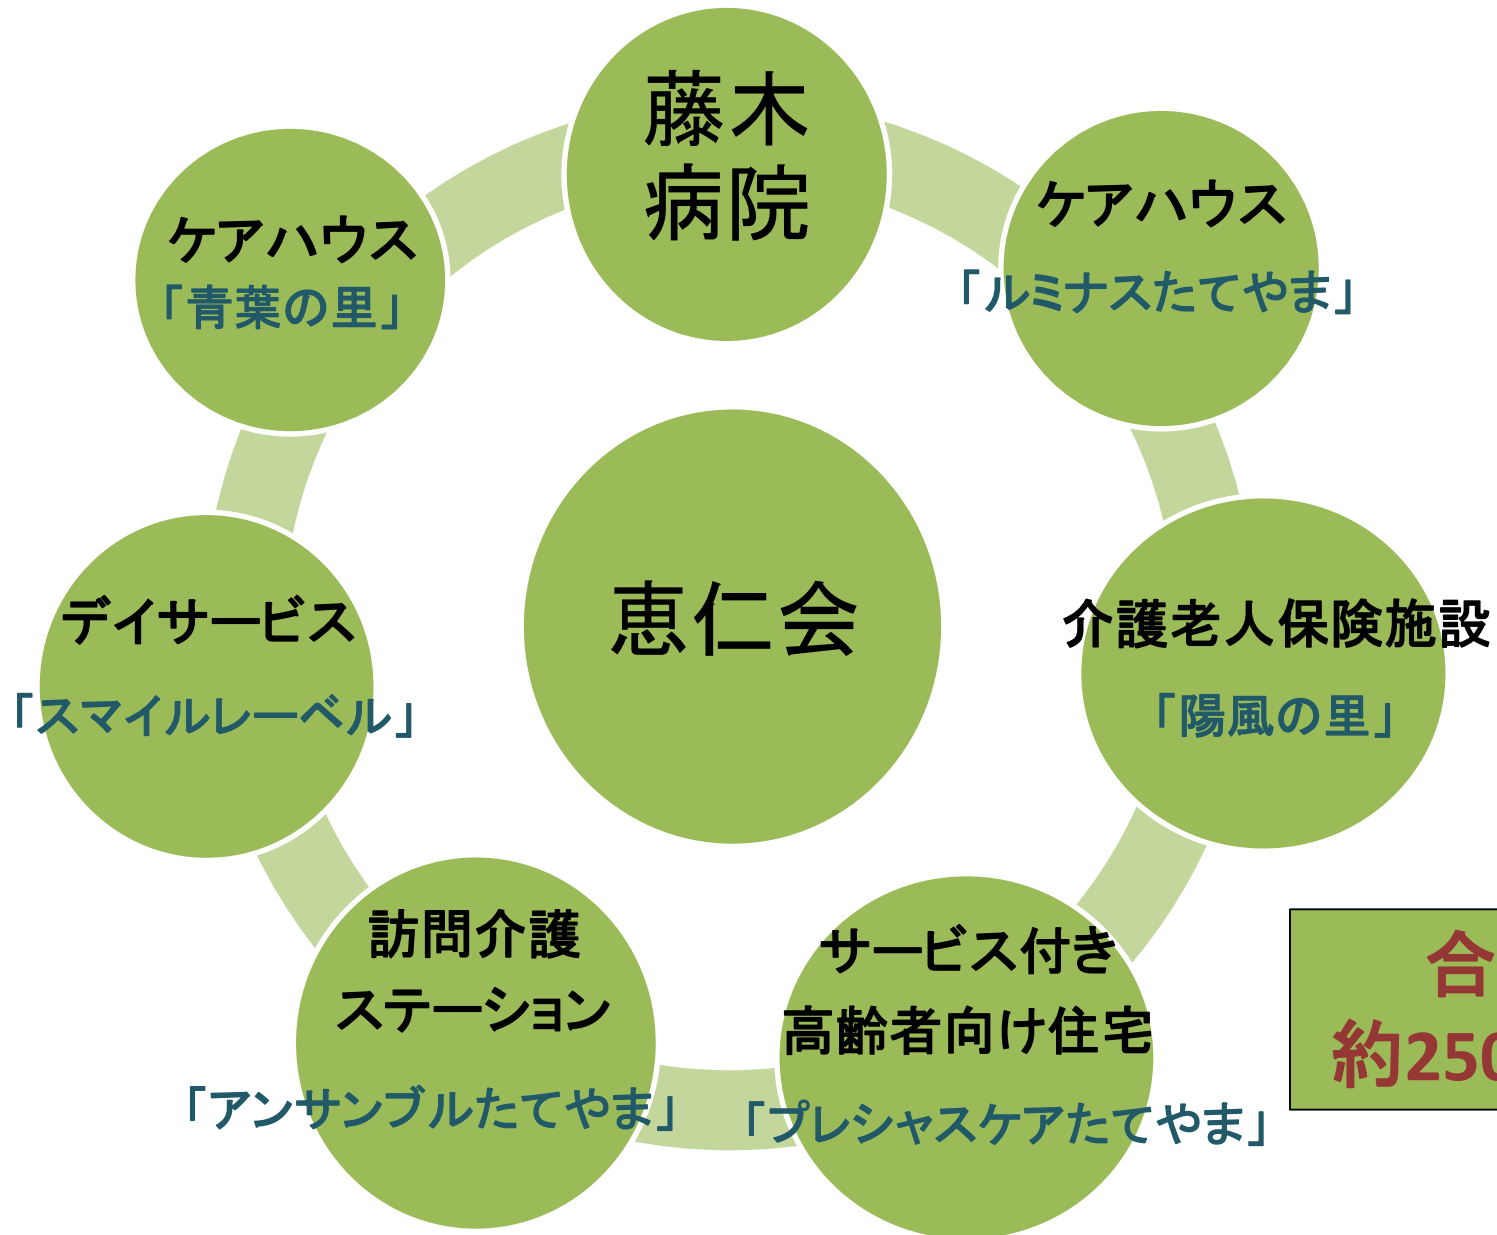 藤木
病院
ケアハウス
「ルミナスたてやま」
介護老人保険施設
「陽風の里」
サービス付き
高齢者向け住宅
「プレシャスケアたてやま」
訪問介護
ステーション
「アンサンブルたてやま」
デイサービス
「スマイルレーベル」
ケアハウス
「青葉の里」
恵仁会
合
約250